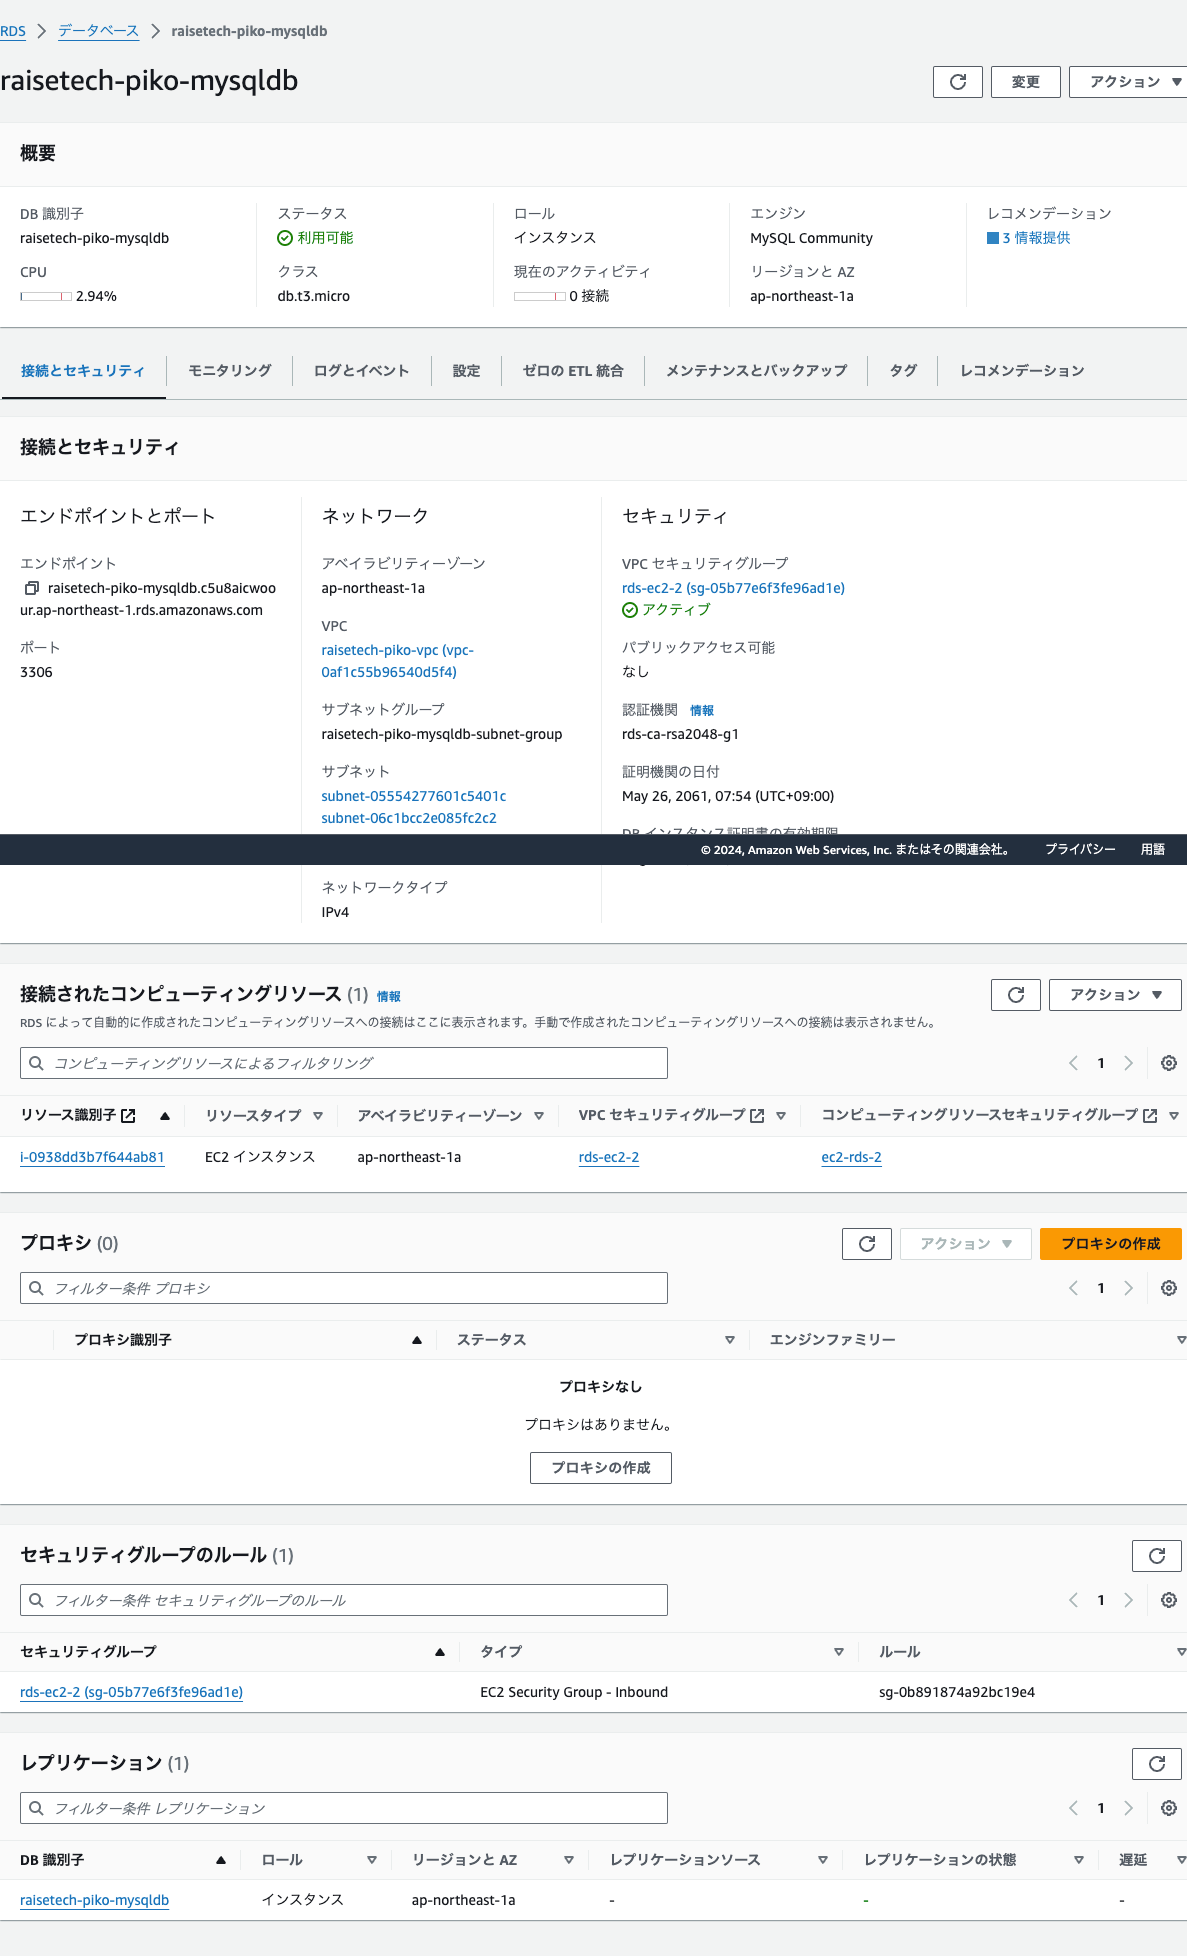 RDS > データベース > raisetech-piko-mysqldb
raisetech-piko-mysqldb
変更
アクション
概要
DB 識別子
raisetech-piko-mysqldb
CPU
2.94%
ステータス
利用可能
クラス
db.t3.micro
ロール
インスタンス
現在のアクティビティ
0 接続
エンジン
MySQL Community
リージョンと AZ
ap-northeast-1a
レコメンデーション
3 情報提供
接続とセキュリティ
モニタリング
ログとイベント
設定
ゼロの ETL 統合
メンテナンスとバックアップ
タグ
レコメンデーション
接続とセキュリティ
エンドポイントとポート
エンドポイント
raisetech-piko-mysqldb.c5u8aicwoo
ur.ap-northeast-1.rds.amazonaws.com
ポート
3306
ネットワーク
アベイラビリティーゾーン
ap-northeast-1a
VPC
raisetech-piko-vpc (vpc-
0af1c55b96540d5f4)
サブネットグループ
raisetech-piko-mysqldb-subnet-group
サブネット
subnet-05554277601c5401c
subnet-06c1bcc2e085fc2c2
ネットワークタイプ
IPv4
セキュリティ
VPC セキュリティグループ
rds-ec2-2 (sg-05b77e6f3fe96ad1e)
アクティブ
パブリックアクセス可能
なし
認証機関 情報
rds-ca-rsa2048-g1
証明機関の日付
May 26, 2061, 07:54 (UTC+09:00)
DB インスタンス証明書の有効期限
© 2024, Amazon Web Services, Inc. またはその関連会社。
プライバシー
用語
接続されたコンピューティングリソース (1) 情報
アクション
RDS によって自動的に作成されたコンピューティングリソースへの接続はここに表示されます。手動で作成されたコンピューティングリソースへの接続は表示されません。
コンピューティングリソースによるフィルタリング
1
リソース識別子
リソースタイプ
アベイラビリティーゾーン
VPC セキュリティグループ
コンピューティングリソースセキュリティグループ
i-0938dd3b7f644ab81
EC2 インスタンス
ap-northeast-1a
rds-ec2-2
ec2-rds-2
プロキシ (0)
アクション
プロキシの作成
フィルター条件 プロキシ
1
プロキシ識別子
ステータス
エンジンファミリー
プロキシなし
プロキシはありません。
プロキシの作成
セキュリティグループのルール (1)
フィルター条件 セキュリティグループのルール
1
セキュリティグループ
タイプ
ルール
rds-ec2-2 (sg-05b77e6f3fe96ad1e)
EC2 Security Group - Inbound
sg-0b891874a92bc19e4
レプリケーション (1)
フィルター条件 レプリケーション
1
DB 識別子
ロール
リージョンと AZ
レプリケーションソース
レプリケーションの状態
遅延
raisetech-piko-mysqldb
インスタンス
ap-northeast-1a
-
-
-